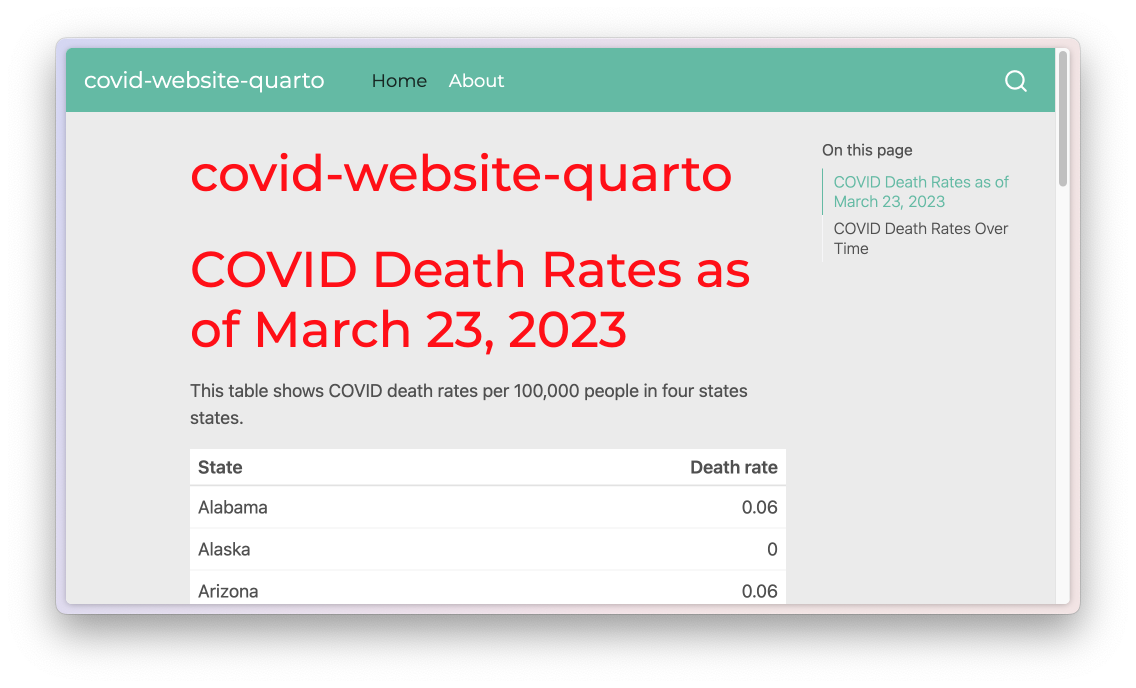 covid-website-quarto Home About
covid-website-quarto
COVID Death Rates as
of March 23, 2023
This table shows COVID death rates per 100,000 people in four states
states.
State Death rate
Alabama 0.06
Alaska 0
Arizona 0.06
On this page
COVID Death Rates as of
March 23, 2023
COVID Death Rates Over
Time